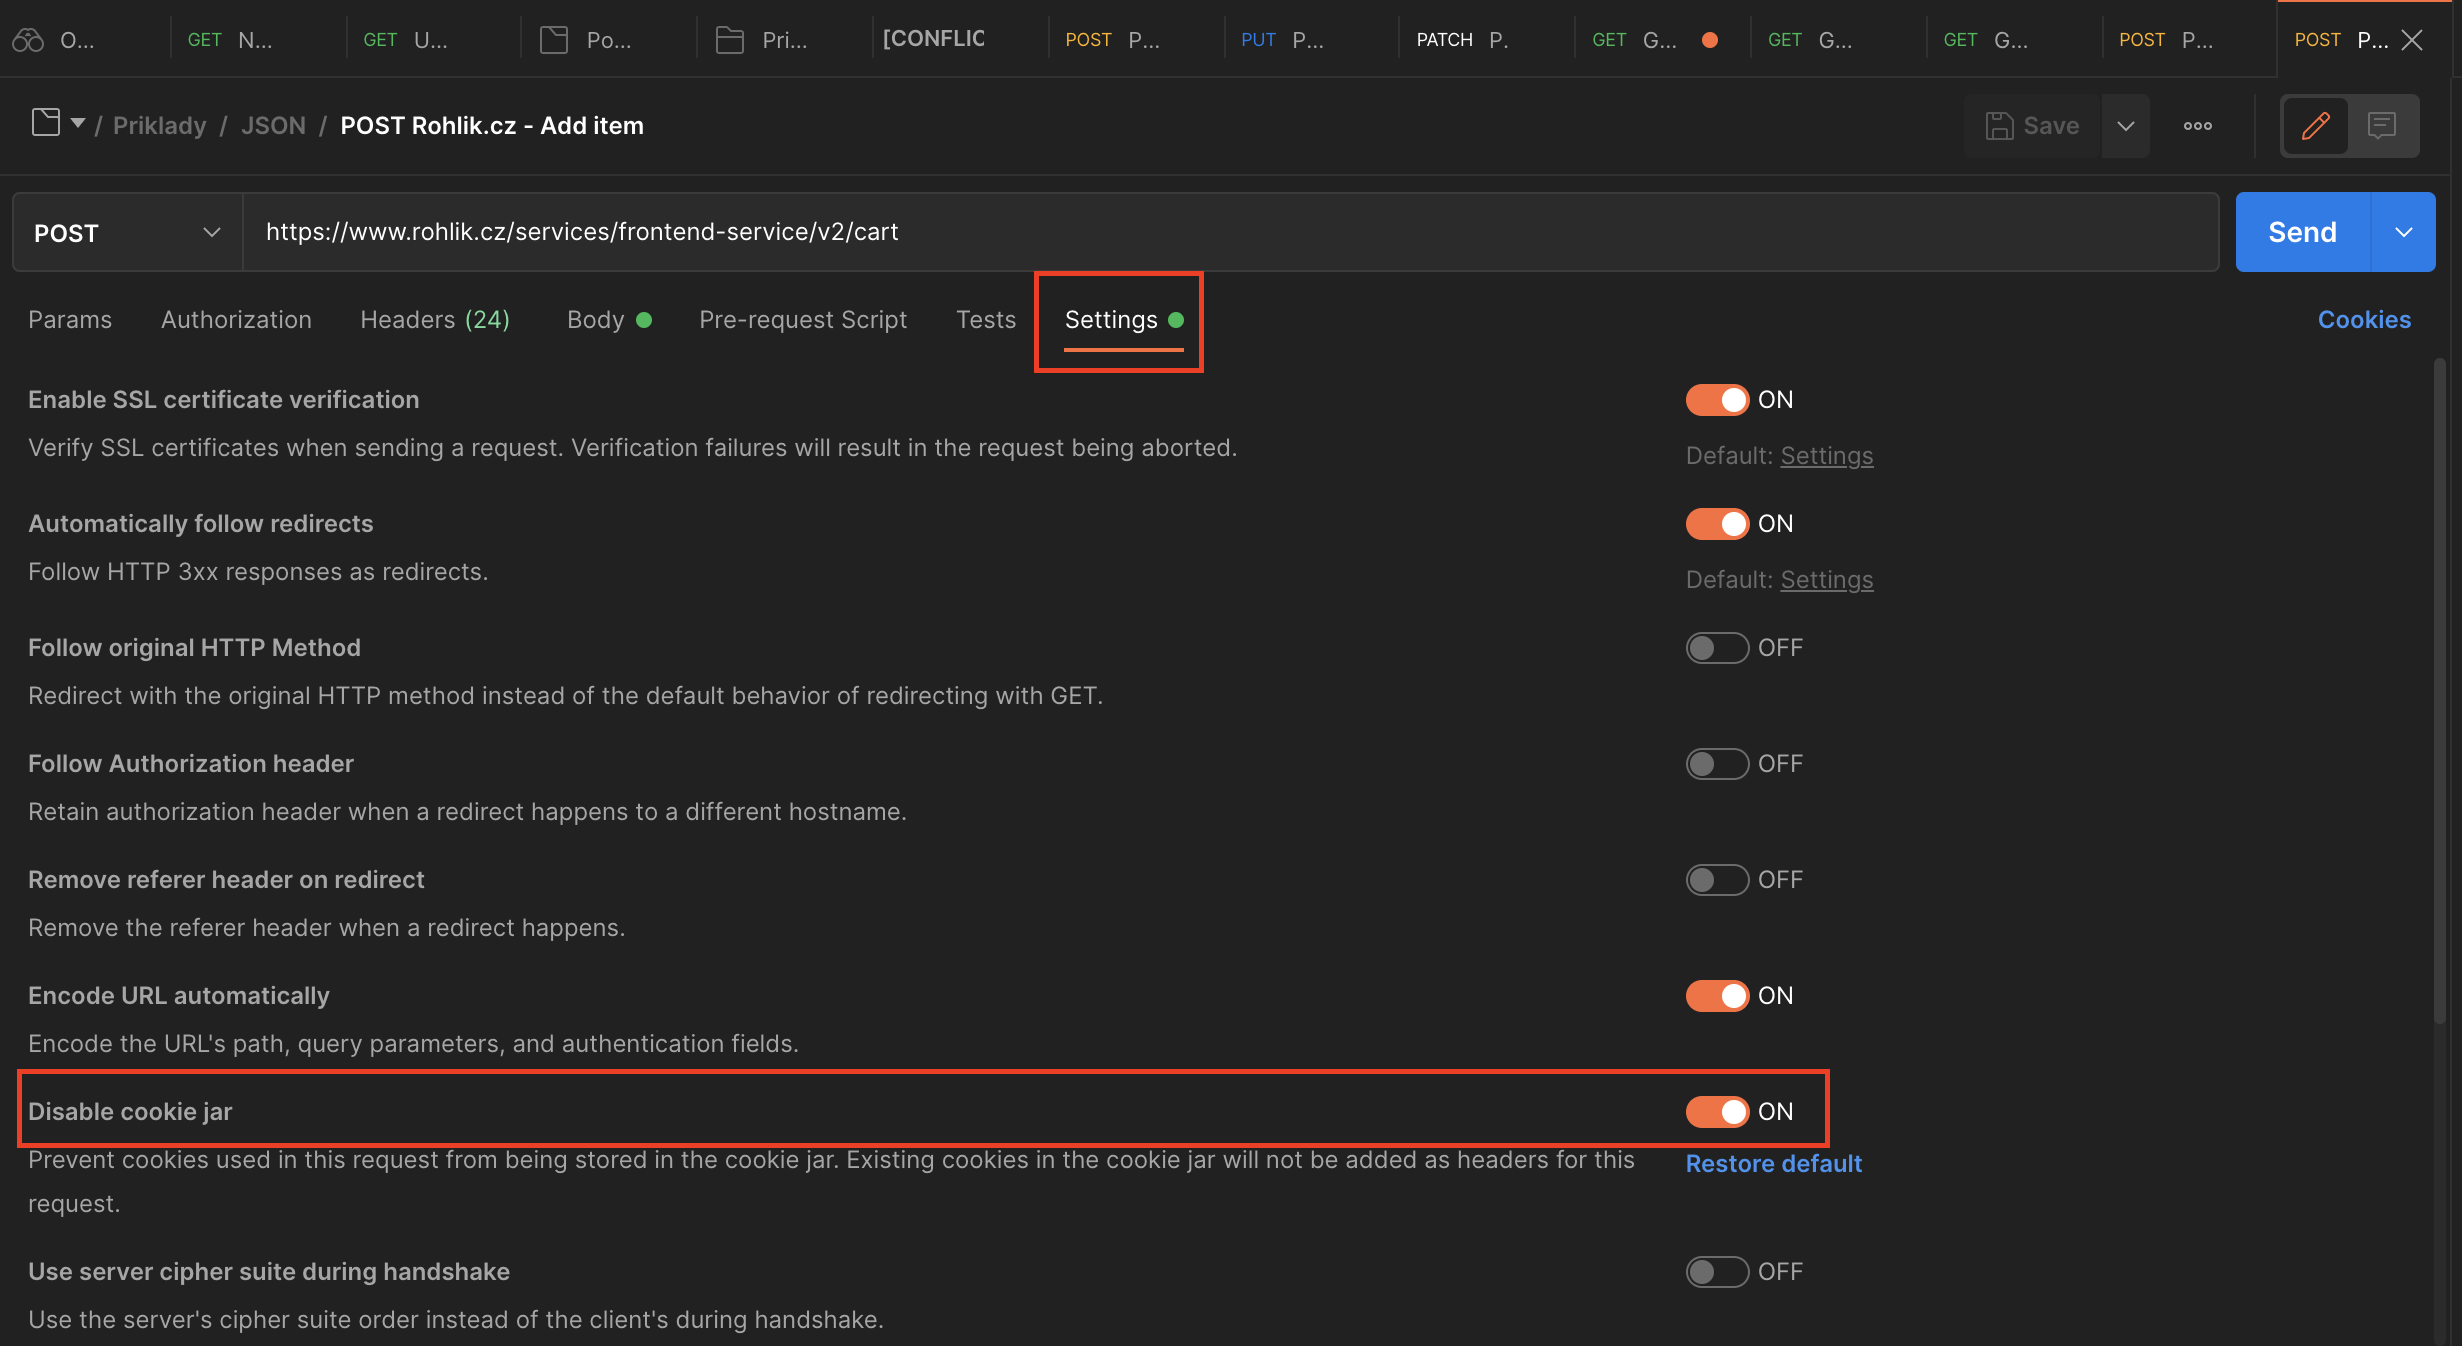 O... GET N... GET U... Po... Pri... [CONFLIC POST P... PUT P... PATCH P. GET G... GET G... GET G... POST P... POST P...
/ Priklady / JSON / POST Rohlik.cz - Add item Save
POST https://www.rohlik.cz/services/frontend-service/v2/cart Send
Params Authorization Headers (24) Body Pre-request Script Tests Settings Cookies
Enable SSL certificate verification ON
Verify SSL certificates when sending a request. Verification failures will result in the request being aborted.
Default: Settings
Automatically follow redirects ON
Follow HTTP 3xx responses as redirects.
Default: Settings
Follow original HTTP Method OFF
Redirect with the original HTTP method instead of the default behavior of redirecting with GET.
Follow Authorization header OFF
Retain authorization header when a redirect happens to a different hostname.
Remove referer header on redirect OFF
Remove the referer header when a redirect happens.
Encode URL automatically ON
Encode the URL's path, query parameters, and authentication fields.
Disable cookie jar ON
Prevent cookies used in this request from being stored in the cookie jar. Existing cookies in the cookie jar will not be added as headers for this
Restore default
request.
Use server cipher suite during handshake OFF
Use the server's cipher suite order instead of the client's during handshake.